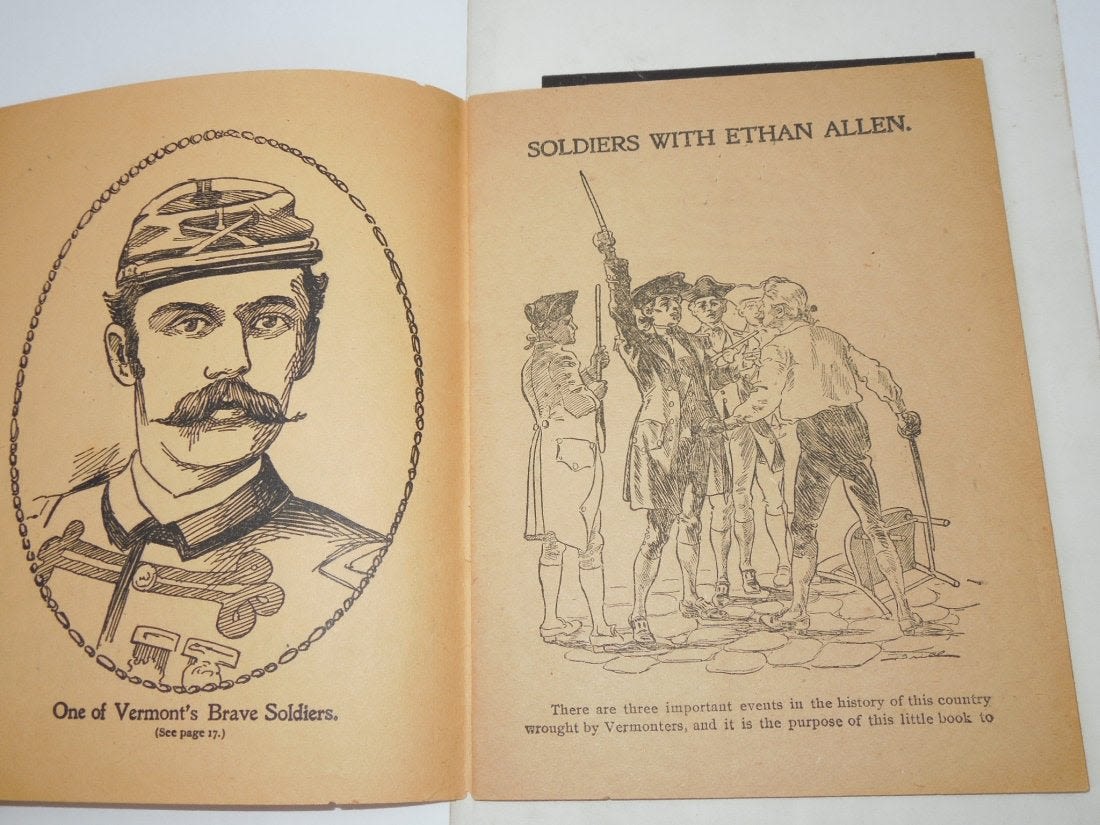 One of Vermont's Brave Soldiers.
(See page 17.)
SOLDIERS WITH ETHAN ALLEN.
There are three important events in the history of this country
wrought by Vermonters, and it is the purpose of this little book to